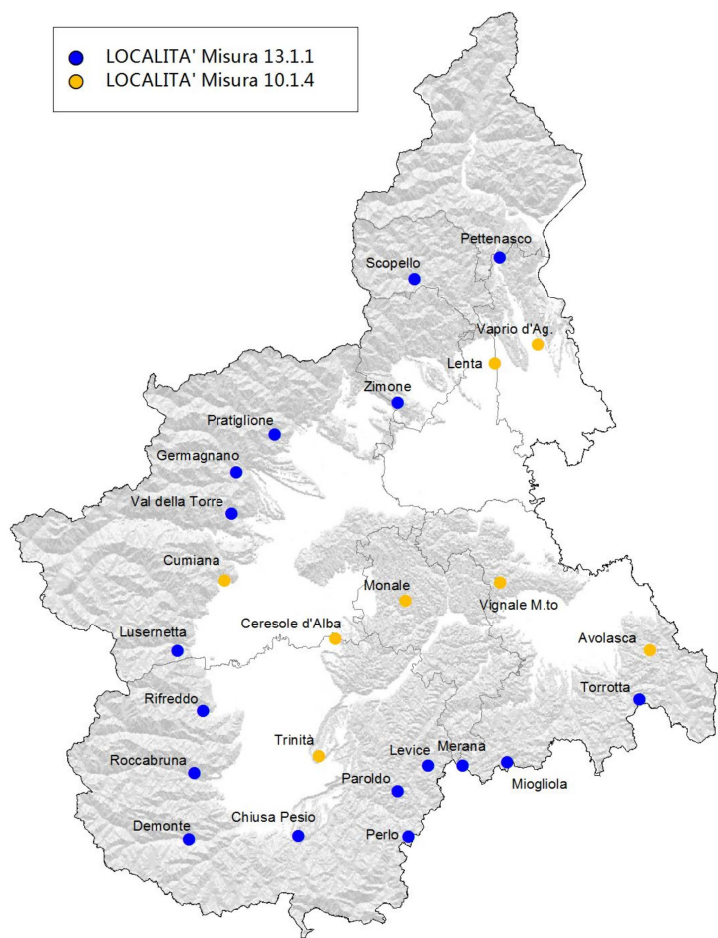 LOCALITA' Misura 13.1.1
LOCALITA' Misura 10.1.4
Pettenasco
Scopello
Vaprio d'Ag.
Lenta
Zimone
Pratiglione
Germagnano
Val della Torre
Cumiana
Monale
Vignale M.to
Ceresole d'Alba
Avolasca
Lusernetta
Torrotta
Rifreddo
Trinità
Levice
Merana
Roccabruna
Miogliola
Paroldo
Chiusa Pesio
Demonte
Perlo